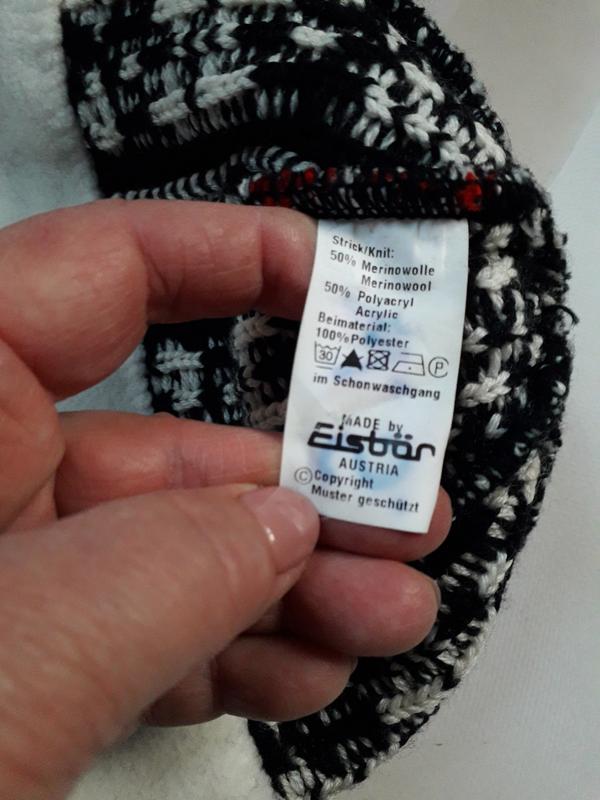 Strick/Knit:
50% Merinowolle
Merinowool
50% Polyacryl
Acrylic
Beimaterial:
100%Polyester
30 P
im Schonwaschgang
MADE by
Eisbär
AUSTRIA
© Copyright
Muster geschützt